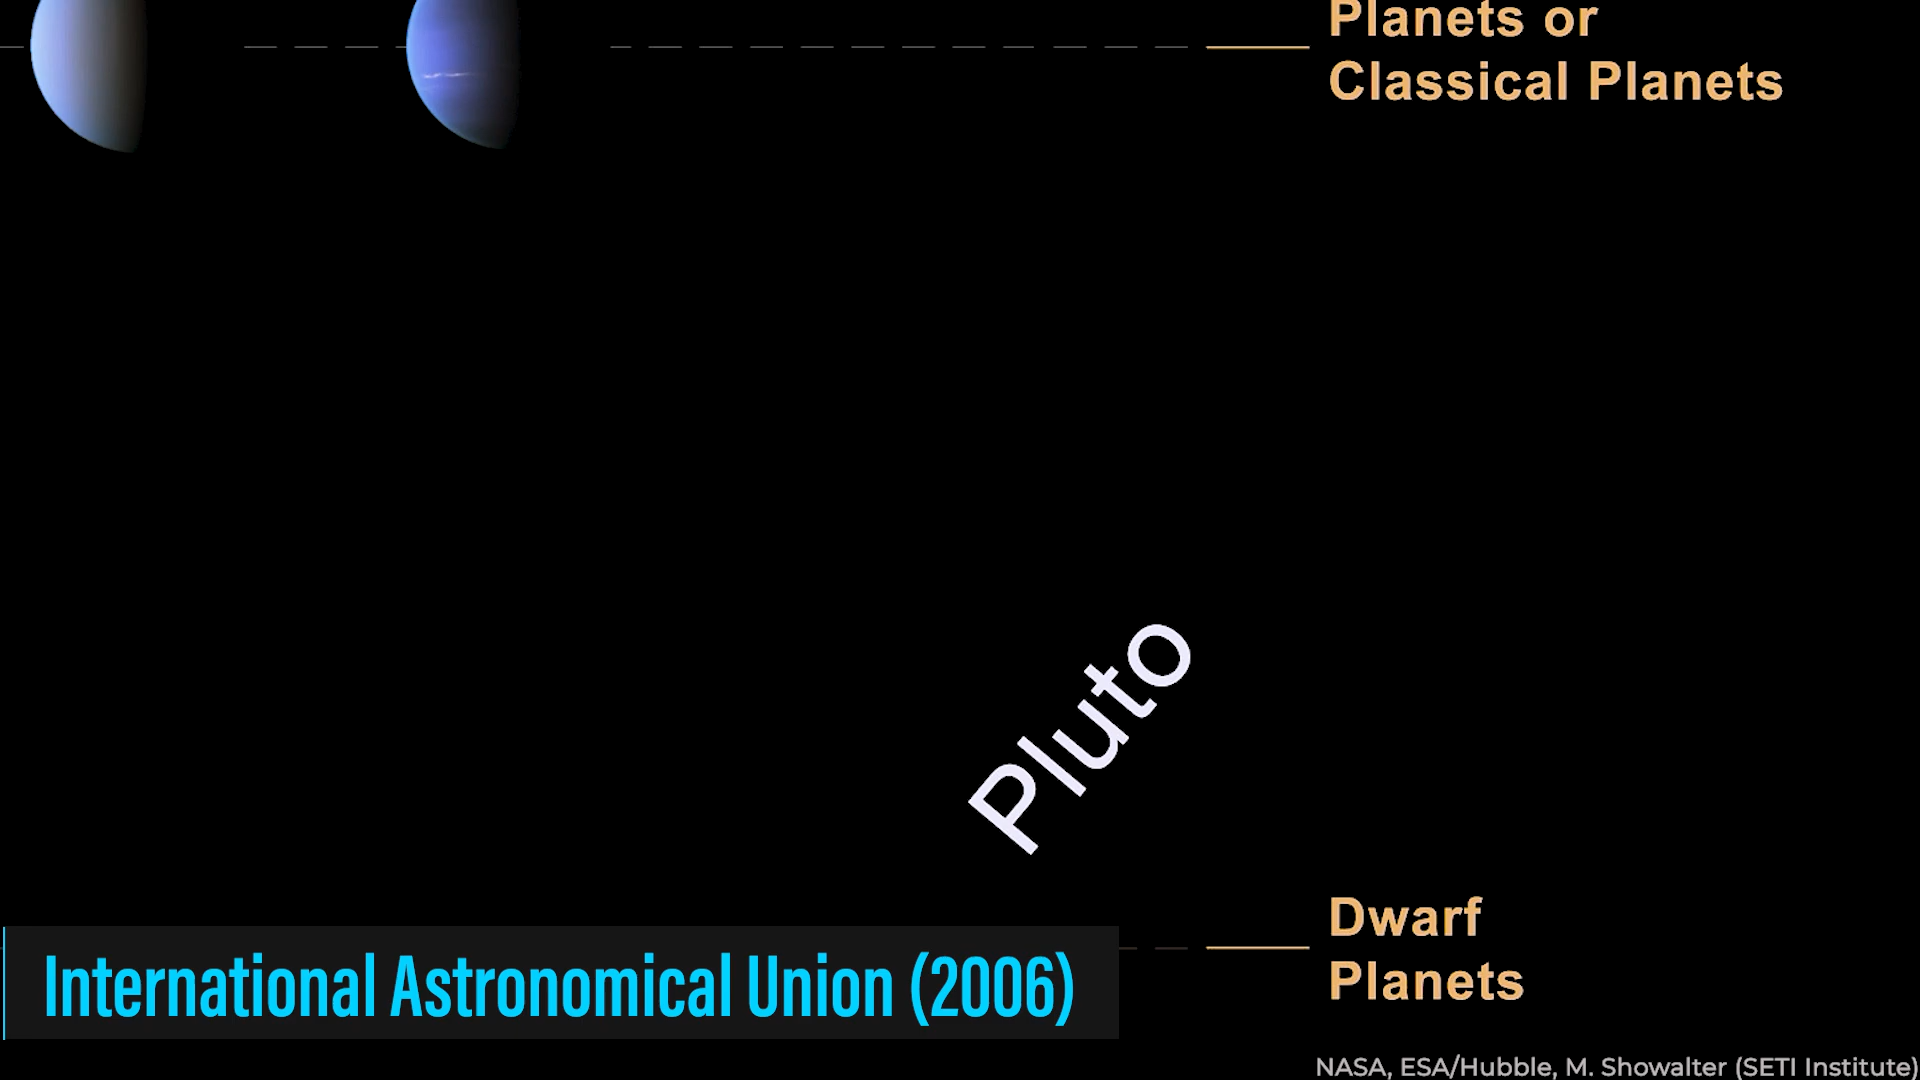 Planets or
Classical Planets
Pluto
Dwarf
Planets
International Astronomical Union (2006)
NASA, ESA/Hubble, M. Showalter (SETI Institute)